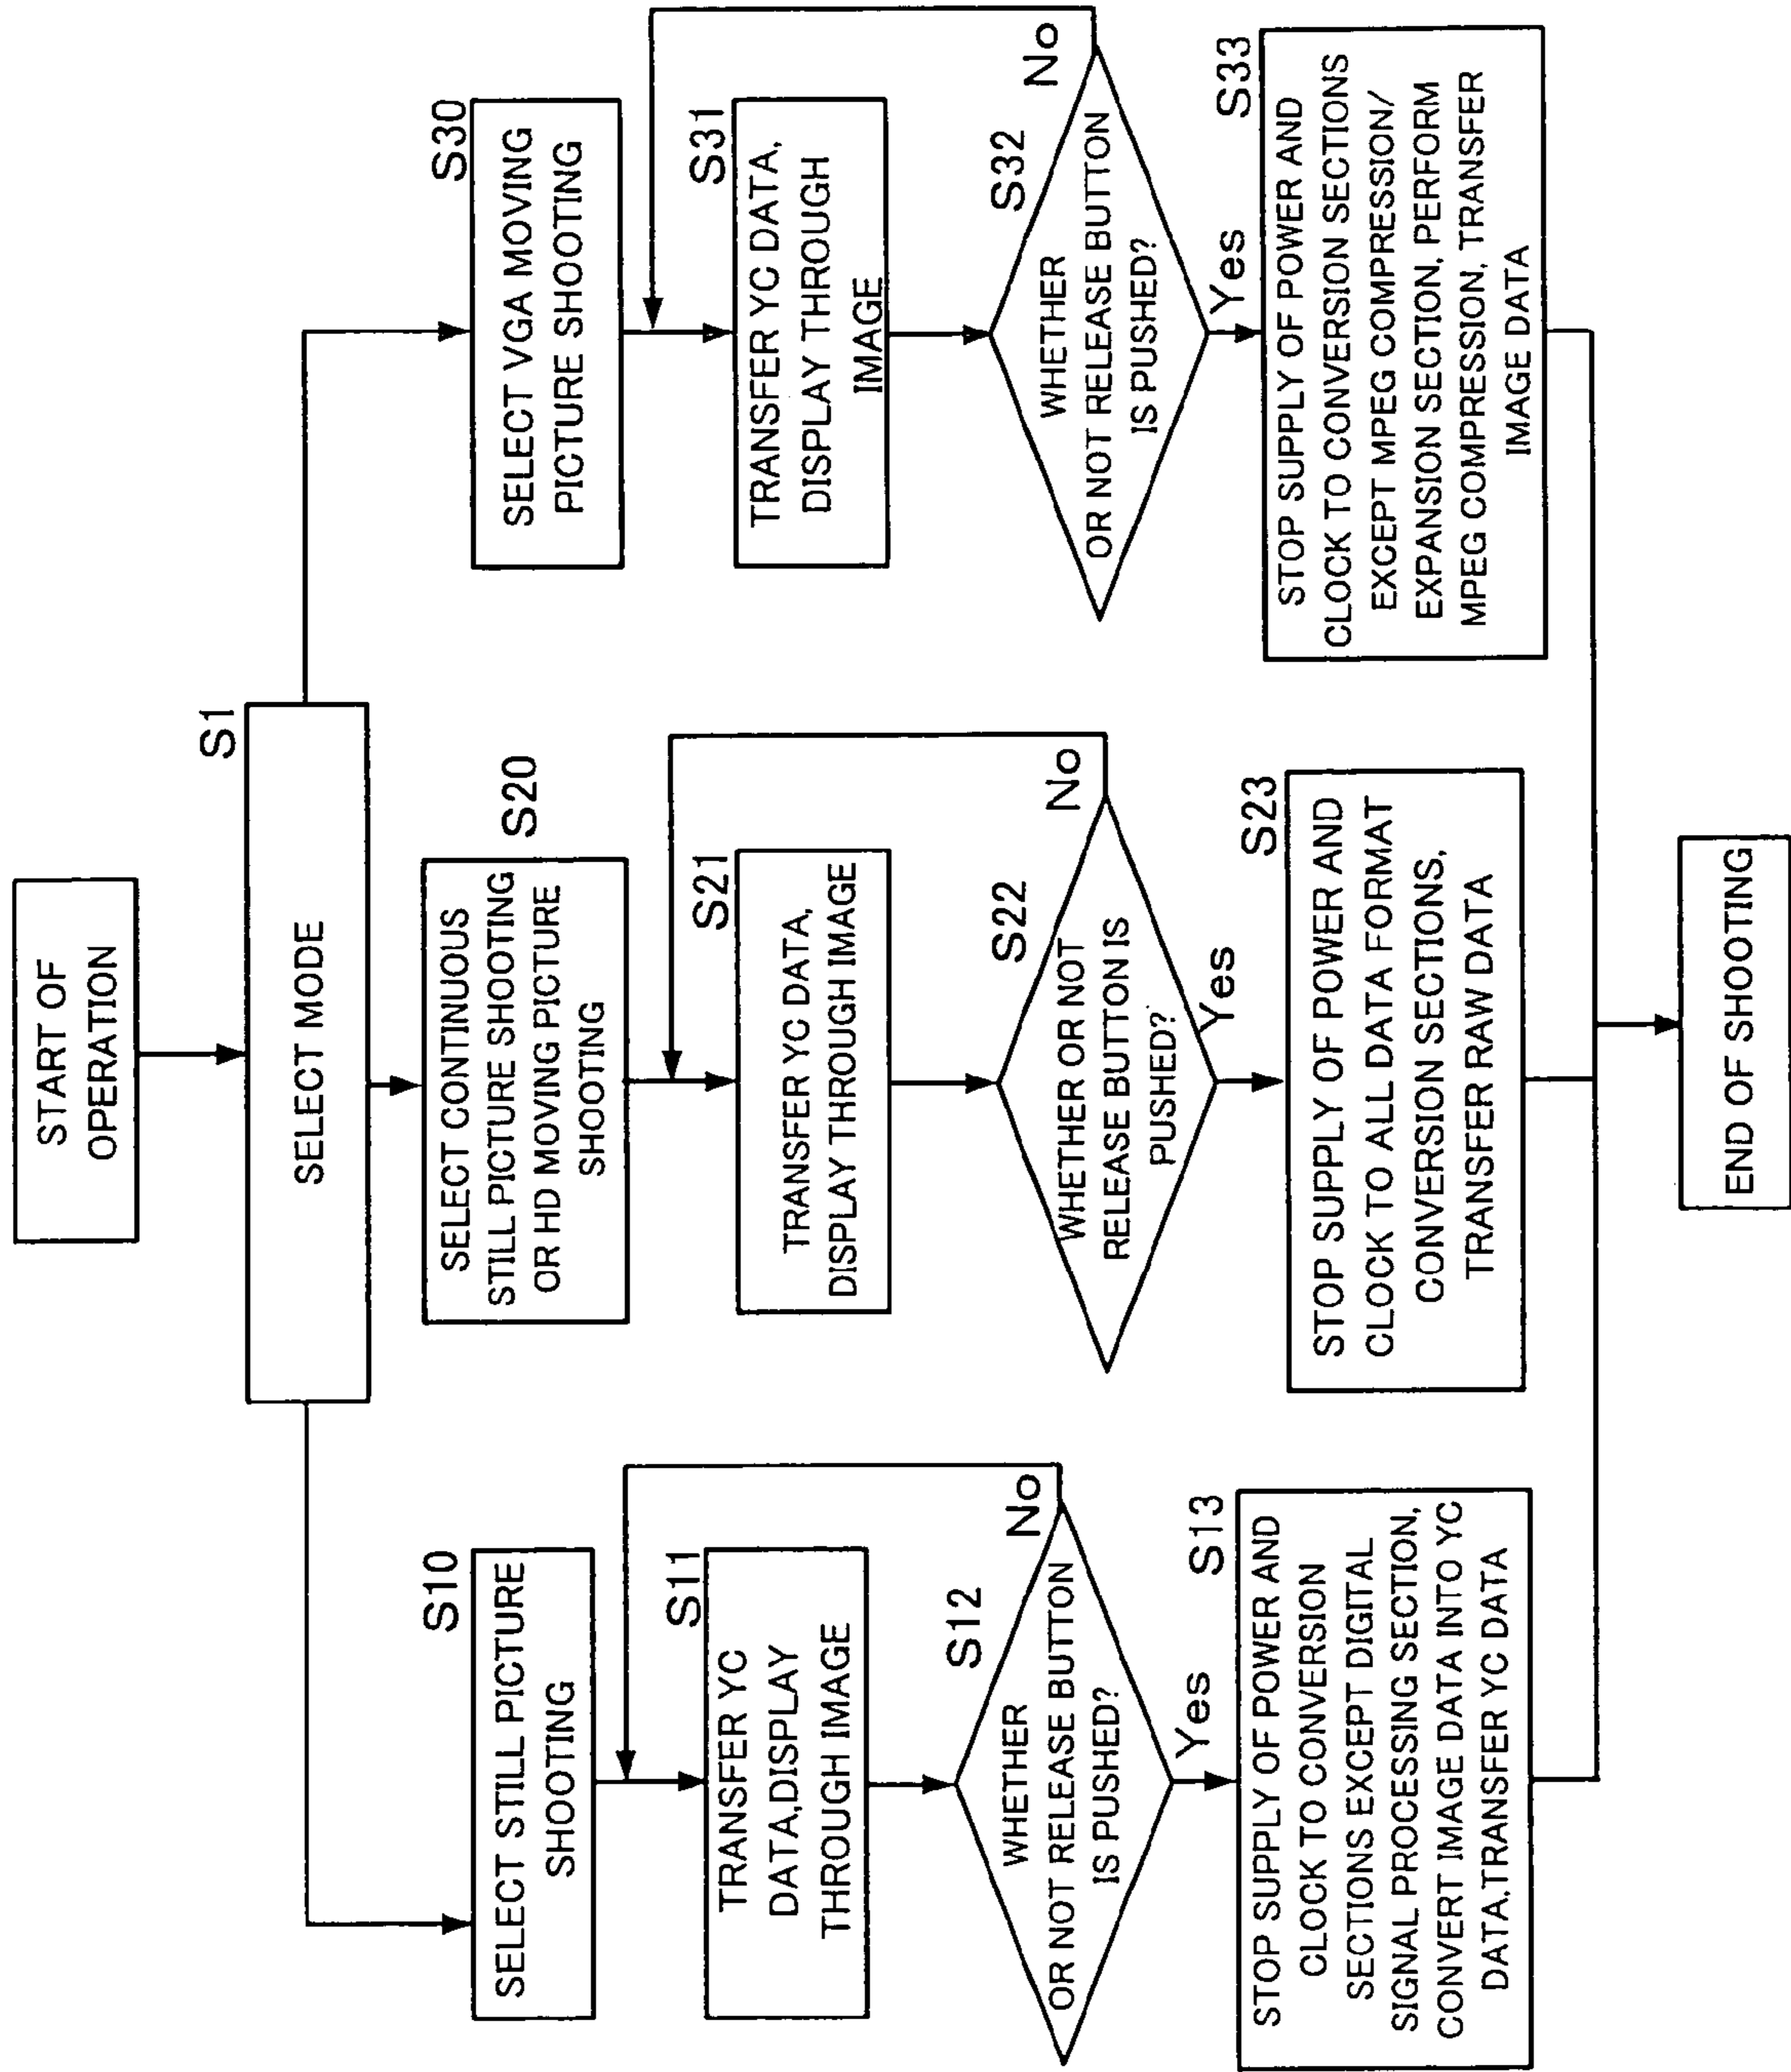 START OF
OPERATION
S1
SELECT MODE
S10
SELECT STILL PICTURE
SHOOTING
S11
TRANSFER YC
DATA,DISPLAY
THROUGH IMAGE
S12
WHETHER
OR NOT RELEASE BUTTON
IS PUSHED?
No
Yes
S13
STOP SUPPLY OF POWER AND
CLOCK TO CONVERSION
SECTIONS EXCEPT DIGITAL
SIGNAL PROCESSING SECTION,
CONVERT IMAGE DATA INTO YC
DATA,TRANSFER YC DATA
S20
SELECT CONTINUOUS
STILL PICTURE SHOOTING
OR HD MOVING PICTURE
SHOOTING
S21
TRANSFER YC DATA,
DISPLAY THROUGH IMAGE
S22
WHETHER OR NOT
RELEASE BUTTON IS
PUSHED?
No
Yes
S23
STOP SUPPLY OF POWER AND
CLOCK TO ALL DATA FORMAT
CONVERSION SECTIONS,
TRANSFER RAW DATA
S30
SELECT VGA MOVING
PICTURE SHOOTING
S31
TRANSFER YC DATA,
DISPLAY THROUGH
IMAGE
S32
WHETHER
OR NOT RELEASE BUTTON
IS PUSHED?
No
Yes
S33
STOP SUPPLY OF POWER AND
CLOCK TO CONVERSION SECTIONS
EXCEPT MPEG COMPRESSION/
EXPANSION SECTION, PERFORM
MPEG COMPRESSION, TRANSFER
IMAGE DATA
END OF SHOOTING